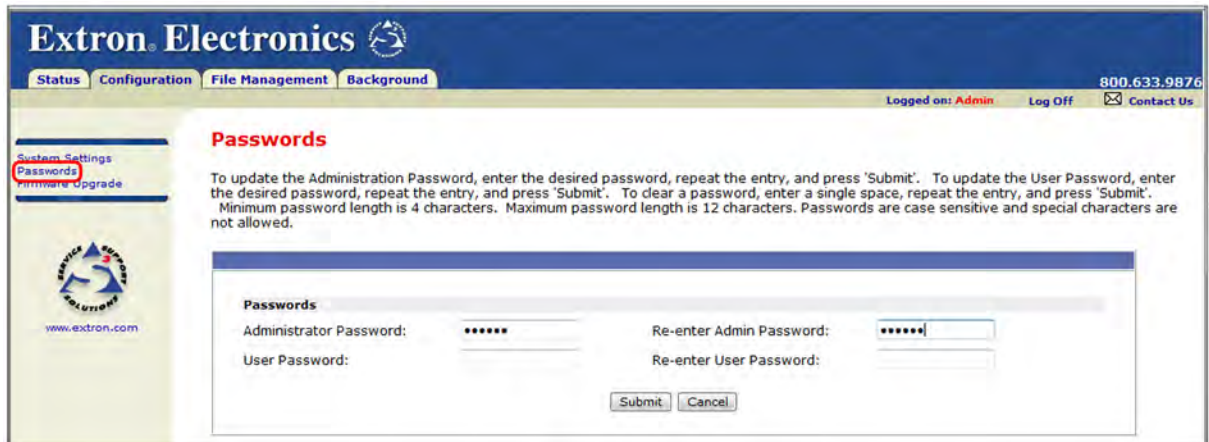 Extron® Electronics
Status Configuration File Management Background
800.633.9876
Logged on: Admin Log Off Contact Us
System Settings
Passwords
Firmware Upgrade
SERVICE SUPPORT SOLUTIONS
S3
www.extron.com
Passwords
To update the Administration Password, enter the desired password, repeat the entry, and press 'Submit'. To update the User Password, enter
the desired password, repeat the entry, and press 'Submit'. To clear a password, enter a single space, repeat the entry, and press 'Submit'.
Minimum password length is 4 characters. Maximum password length is 12 characters. Passwords are case sensitive and special characters are
not allowed.
Passwords
Administrator Password: •••••• Re-enter Admin Password: ••••••
User Password: Re-enter User Password:
Submit Cancel